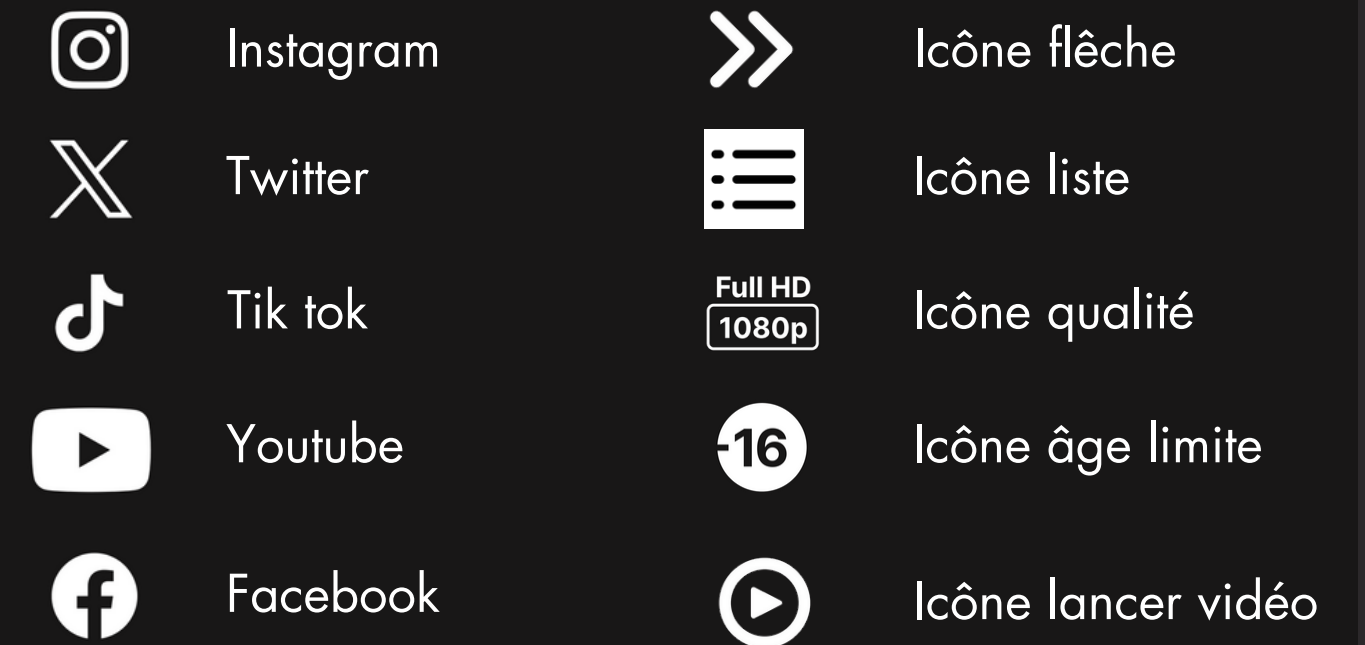 Instagram
Icône flêche
Twitter
Icône liste
Tik tok
Full HD
1080p
Icône qualité
Youtube
-16
Icône âge limite
Facebook
Icône lancer vidéo